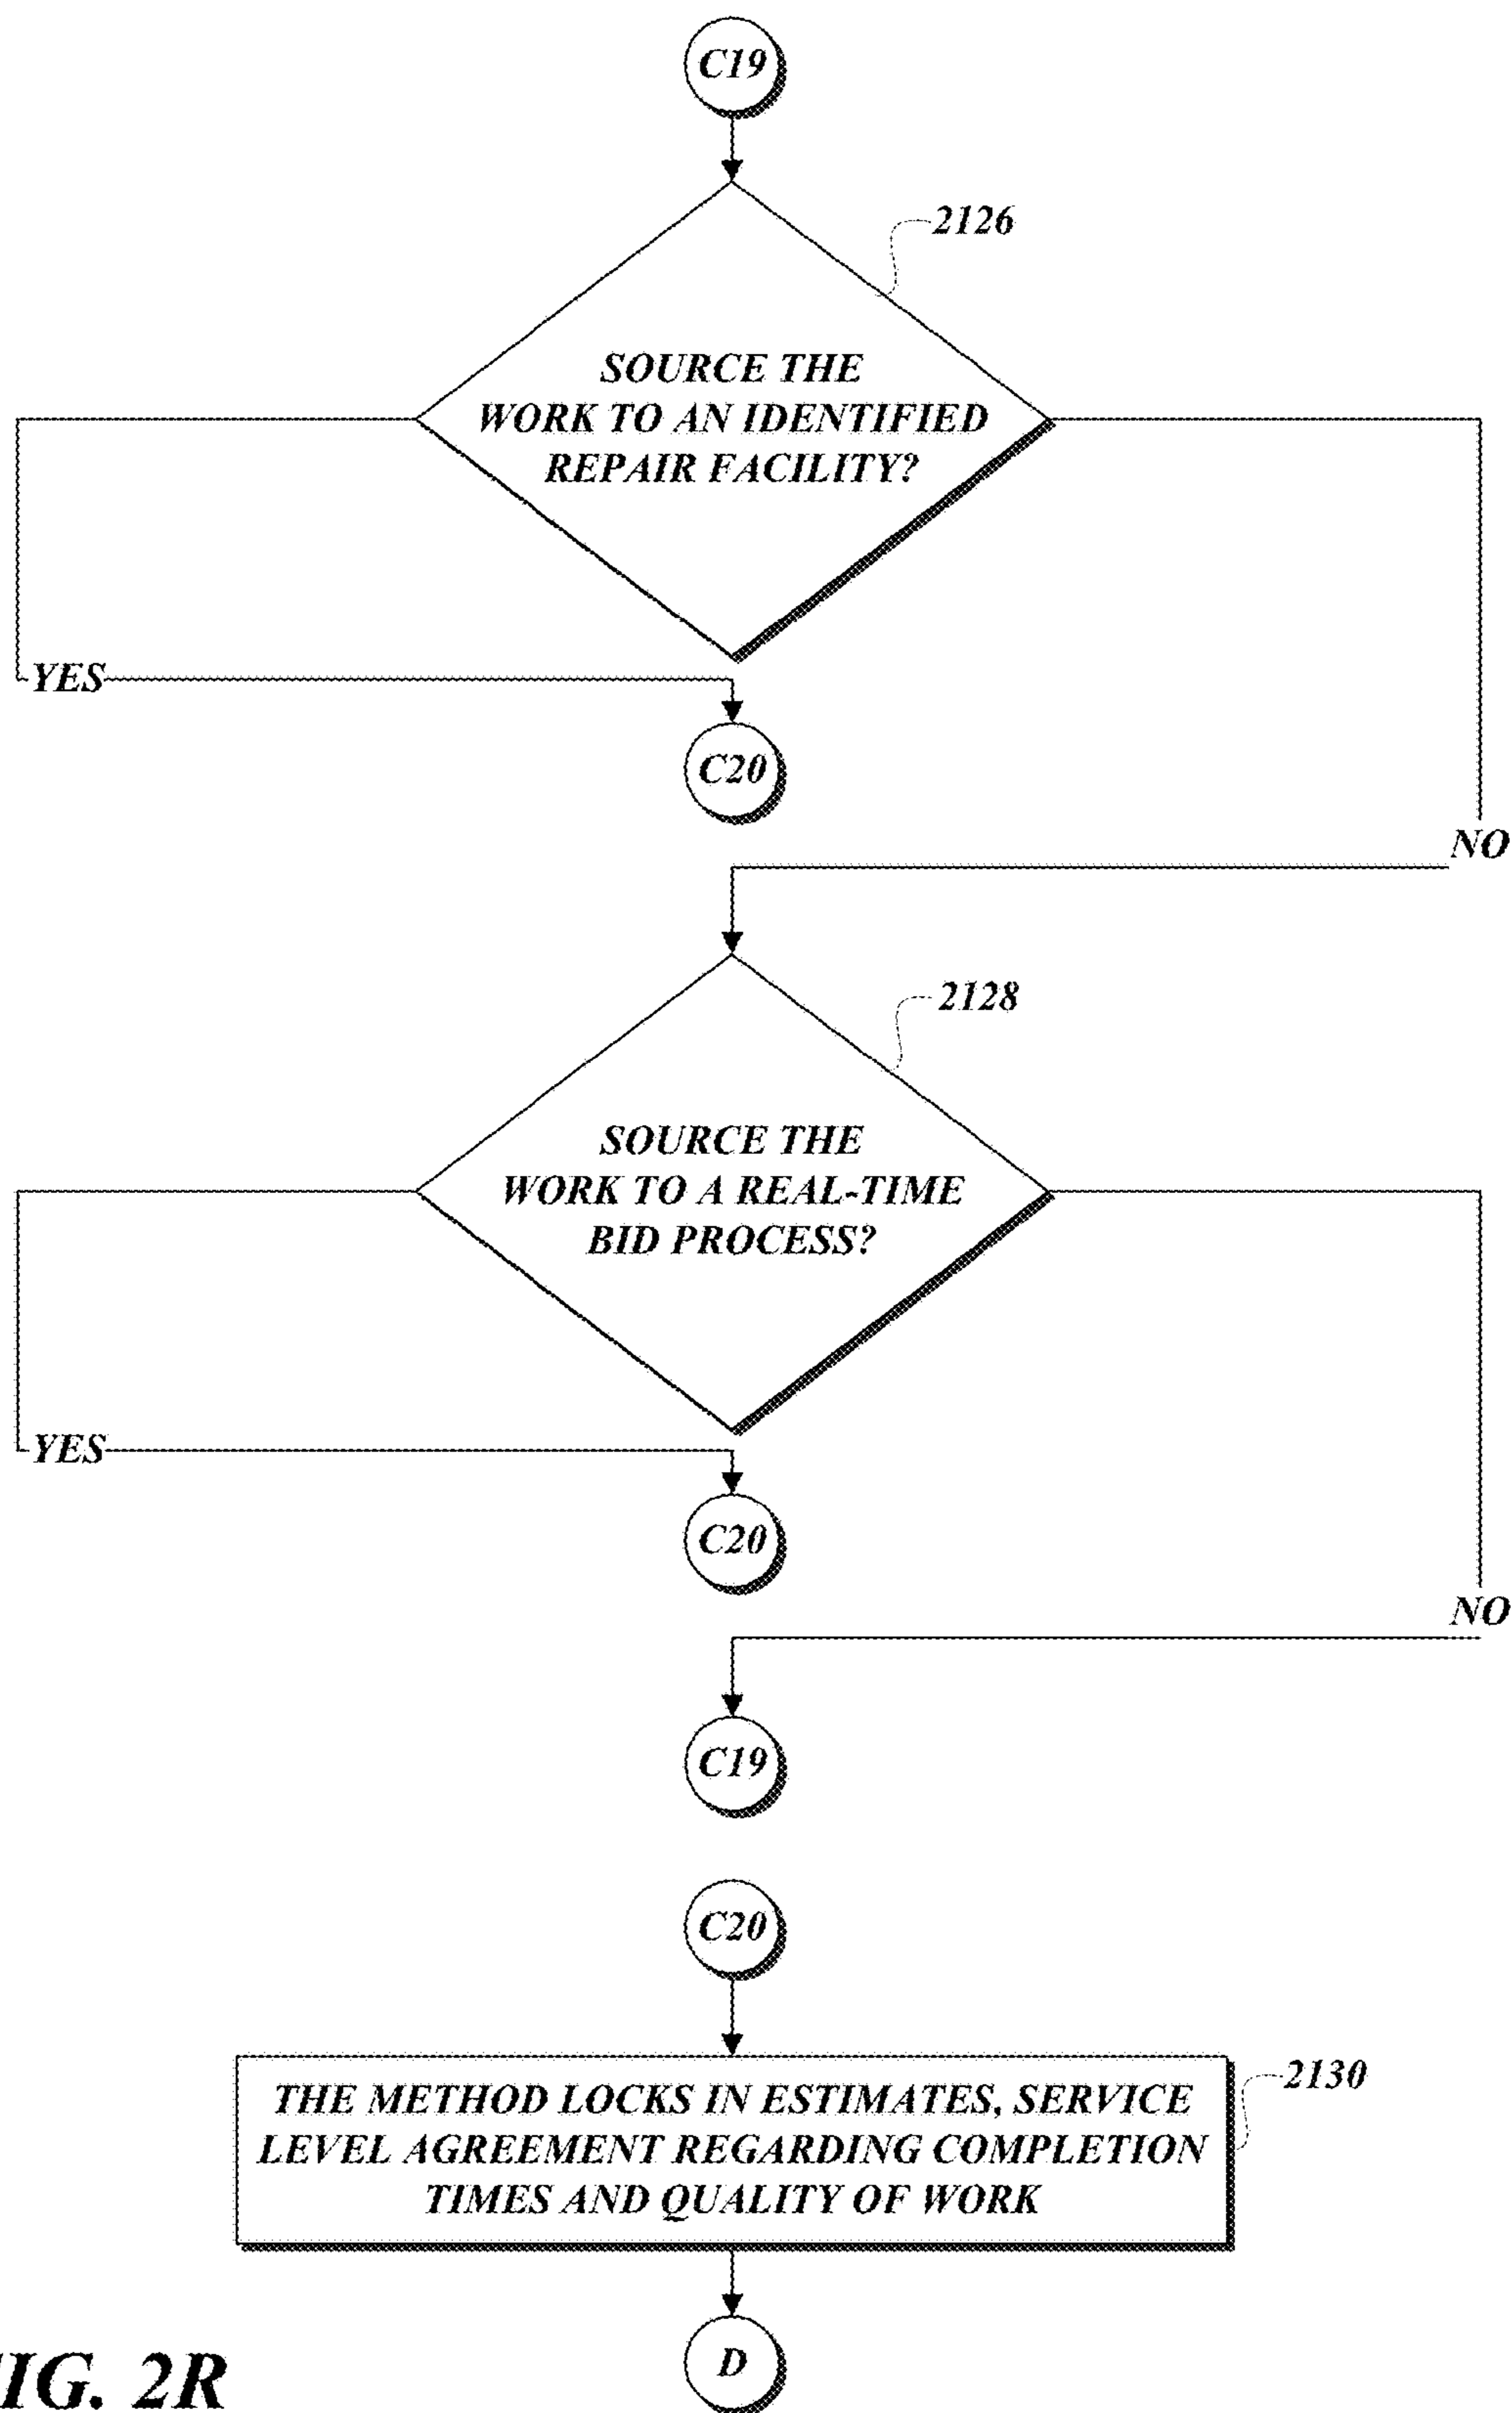 C19
2126
SOURCE THE
WORK TO AN IDENTIFIED
REPAIR FACILITY?
YES
C20
NO
2128
SOURCE THE
WORK TO A REAL-TIME
BID PROCESS?
YES
C20
NO
C19
C20
2130
THE METHOD LOCKS IN ESTIMATES, SERVICE
LEVEL AGREEMENT REGARDING COMPLETION
TIMES AND QUALITY OF WORK
D
IG. 2R